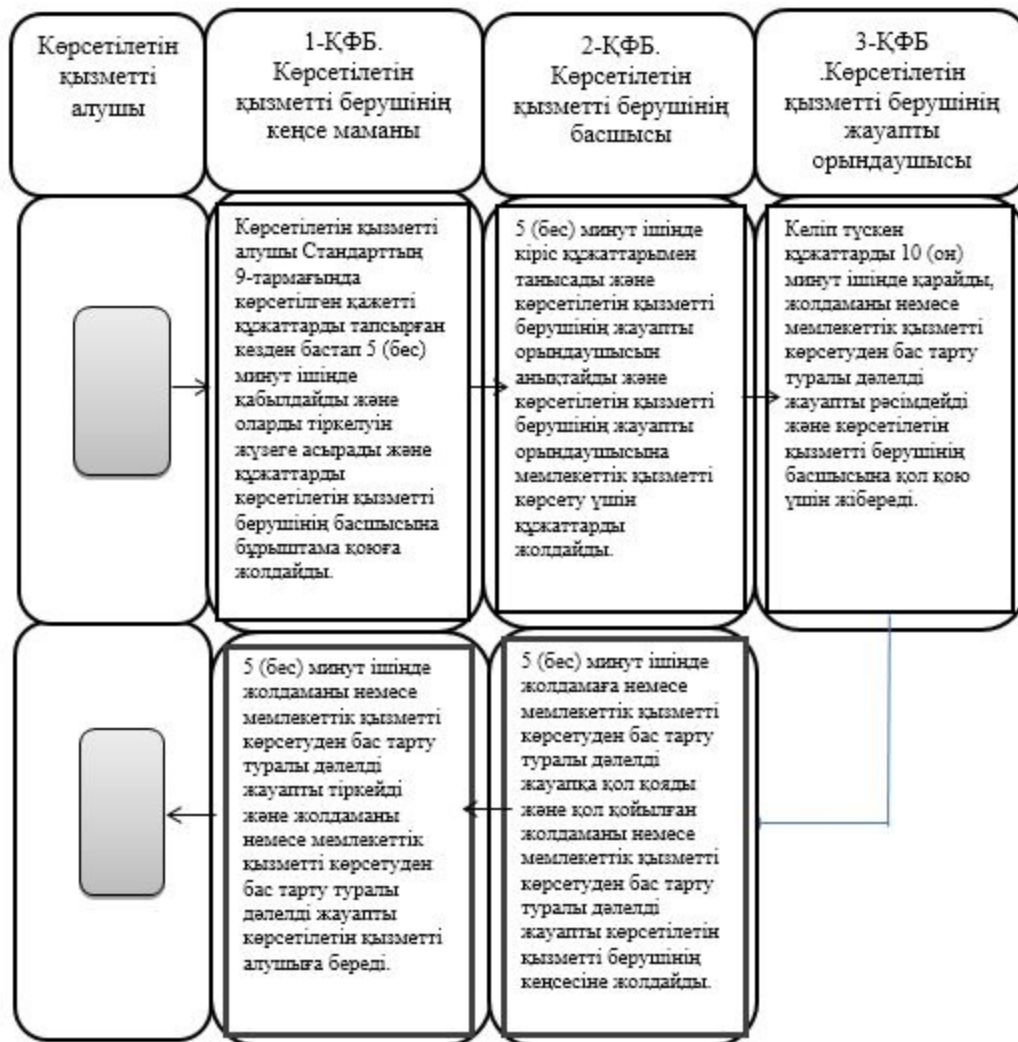 Көрсетілетін
қызметті
алушы
1-ҚФБ.
Көрсетілетін
қызметті берушінің
кеңсе маманы
2-ҚФБ.
Көрсетілетін
қызметті берушінің
басшысы
3-ҚФБ
.Көрсетілетін
қызметті берушінің
жауапты
орындаушысы
Көрсетілетін қызметті
алушы Стандарттың
9-тармағында
көрсетілген қажетті
құжаттарды тапсырған
кезден бастап 5 (бес)
минут ішінде
қабылдайды және
оларды тіркелуін
жүзеге асырады және
құжаттарды
көрсетілетін қызметті
берушінің басшысына
бұрыштама қоюға
жолдайды.
5 (бес) минут ішінде
кіріс құжаттарымен
танысады және
көрсетілетін қызметті
берушінің жауапты
орындаушысын
анықтайды және
көрсетілетін қызметті
берушінің жауапты
орындаушысына
мемлекеттік қызметті
көрсету үшін
құжаттарды
жолдайды.
Келіп түскен
құжаттарды 10 (он)
минут ішінде қарайды,
жолдаманы немесе
мемлекеттік қызметті
көрсетуден бас тарту
туралы дәлелді
жауапты рәсімдейді
және көрсетілетін
қызметті берушінің
басшысына қол қою
үшін жібереді.
5 (бес) минут ішінде
жолдаманы немесе
мемлекеттік қызметті
көрсетуден бас тарту
туралы дәлелді
жауапты тіркейді
және жолдаманы
немесе мемлекеттік
қызметті көрсетуден
бас тарту туралы
дәлелді жауапты
көрсетілетін қызметті
алушыға береді.
5 (бес) минут ішінде
жолдамаға немесе
мемлекеттік қызметті
көрсетуден бас тарту
туралы дәлелді
жауапқа қол қояды
және қол қойылған
жолдаманы немесе
мемлекеттік қызметті
көрсетуден бас тарту
туралы дәлелді
жауапты көрсетілетін
қызметті берушінің
кеңсесіне жолдайды.